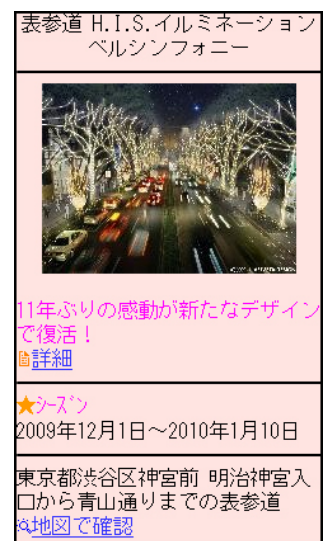 表参道 H.I.S.イルミネーション
ベルシンフォニー
11年ぶりの感動が新たなデザイン
で復活！
詳細
★シーズン
2009年12月1日～2010年1月10日
東京都渋谷区神宮前 明治神宮入
口から青山通りまでの表参道
地図で確認